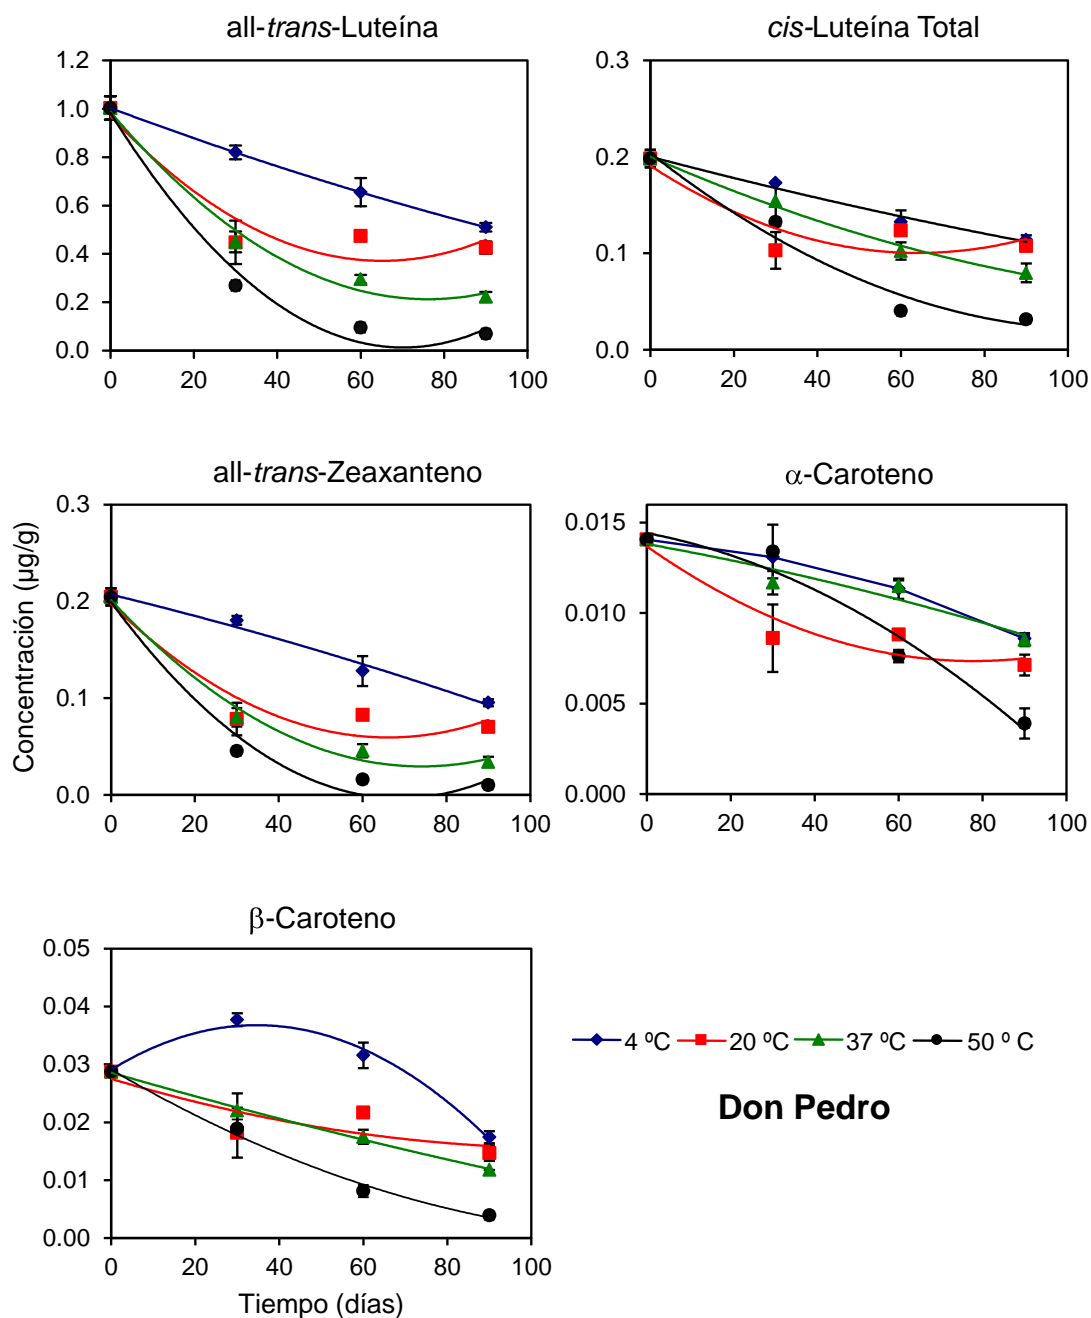 all-trans-Luteína
1.2
1.0
0.8
0.6
0.4
0.2
0.0
0 20 40 60 80 100
cis-Luteína Total
0.3
0.2
0.1
0.0
0 20 40 60 80 100
all-trans-Zeaxanteno
0.3
0.2
0.1
0.0
0 20 40 60 80 100
Concentración (µg/g)
α-Caroteno
0.015
0.010
0.005
0.000
0 20 40 60 80 100
β-Caroteno
0.05
0.04
0.03
0.02
0.01
0.00
0 20 40 60 80 100
Tiempo (días)
4 ºC 20 ºC 37 ºC 50 º C
Don Pedro